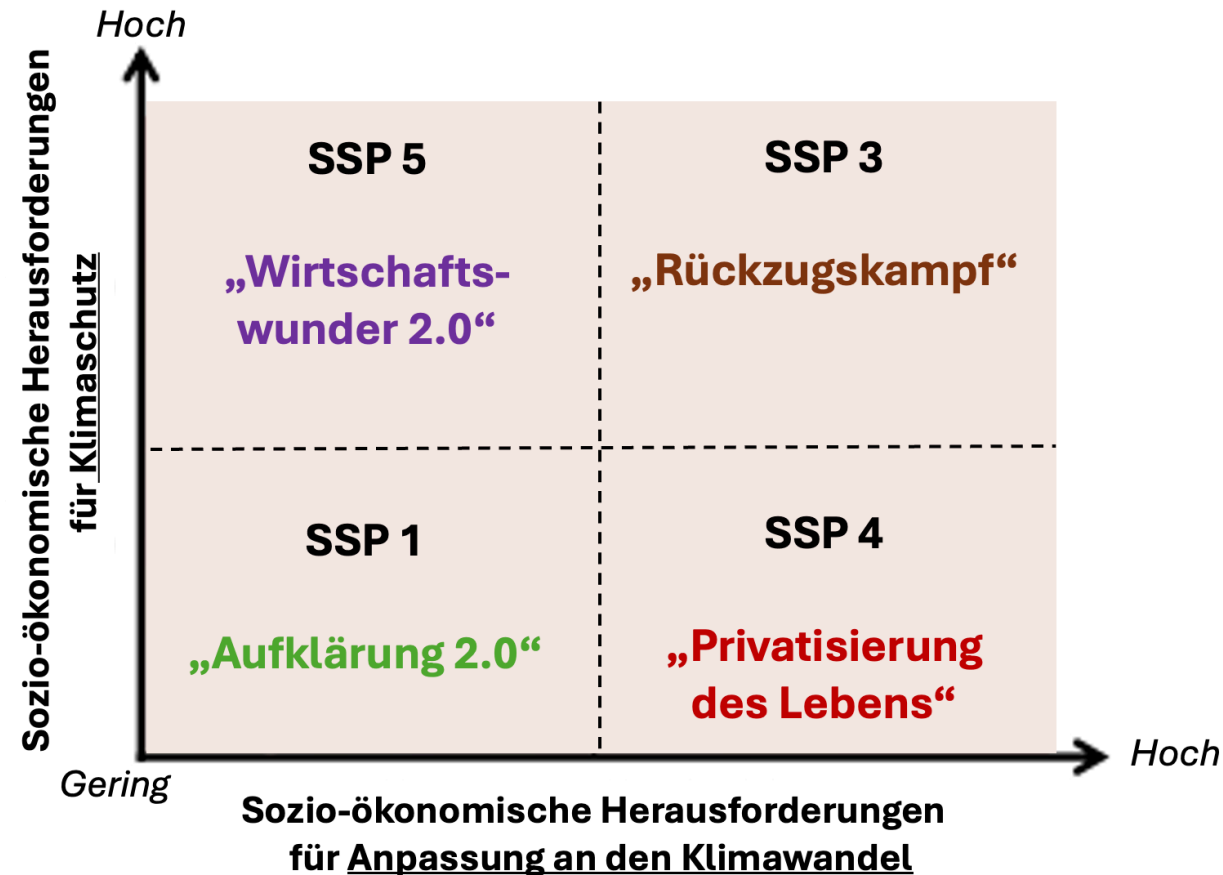 Hoch
Sozio-ökonomische Herausforderungen
für Klimaschutz
SSP 5
„Wirtschafts-
wunder 2.0“
SSP 3
„Rückzugskampf“
SSP 1
„Aufklärung 2.0“
SSP 4
„Privatisierung
des Lebens“
Gering
Hoch
Sozio-ökonomische Herausforderungen
für Anpassung an den Klimawandel